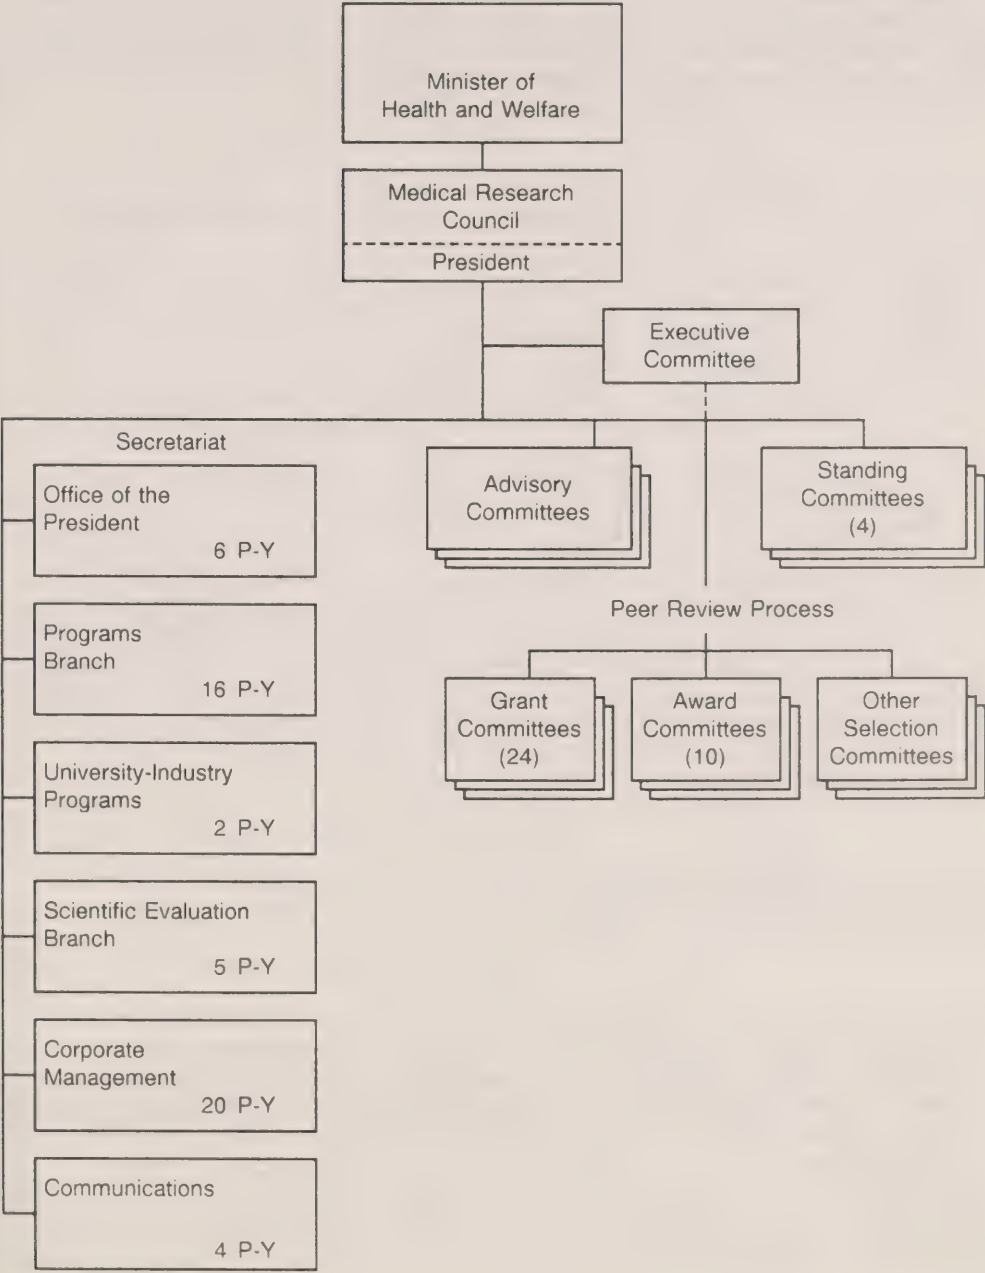 Minister of
Health and Welfare
Medical Research
Council
President
Executive
Committee
Secretariat
Office of the
President
6 P-Y
Programs
Branch
16 P-Y
University-Industry
Programs
2 P-Y
Scientific Evaluation
Branch
5 P-Y
Corporate
Management
20 P-Y
Communications
4 P-Y
Advisory
Committees
Standing
Committees
(4)
Peer Review Process
Grant
Committees
(24)
Award
Committees
(10)
Other
Selection
Committees